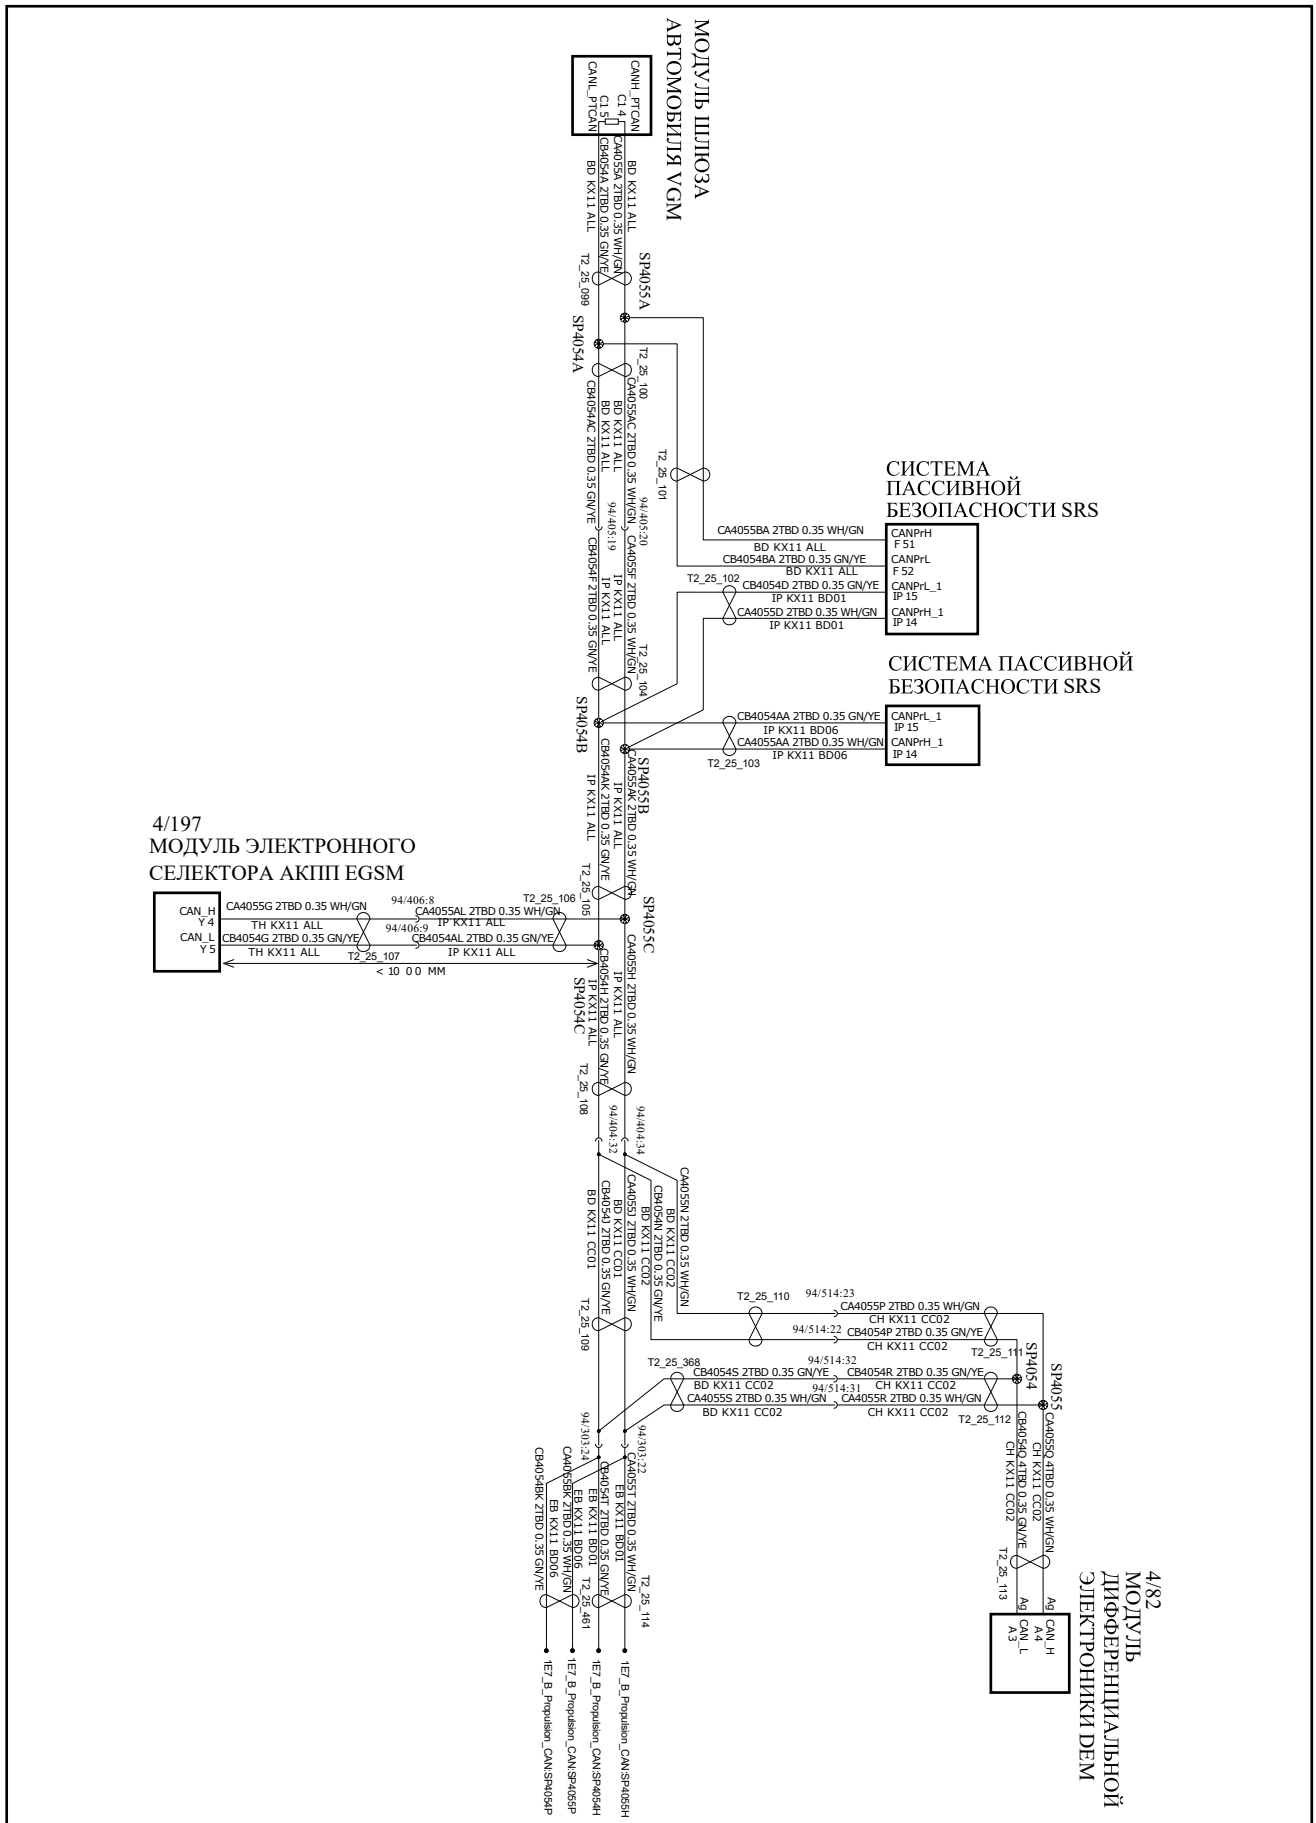 МОДУЛЬ ШЛЮЗА
АВТОМОБИЛЯ VGM
CANH_PTCAN
C1 4
C1 5
CANL_PTCAN
BD KX11 ALL
CA4055A 2TBD 0.35 WH/GN
CB4054A 2TBD 0.35 GN/YE
BD KX11 ALL
T2_25_099
SP4055A
SP4054A
T2_25_100
CA4055AC 2TBD 0.35 WH/GN
BD KX11 ALL
BD KX11 ALL
CB4054AC 2TBD 0.35 GN/YE
T2_25_101
94/405:20
94/405:19
CA4055F 2TBD 0.35 WH/GN
IP KX11 ALL
IP KX11 ALL
CB4054F 2TBD 0.35 GN/YE
T2_25_104
СИСТЕМА
ПАССИВНОЙ
БЕЗОПАСНОСТИ SRS
CA4055BA 2TBD 0.35 WH/GN
BD KX11 ALL
CANPrH
F 51
CB4054BA 2TBD 0.35 GN/YE
BD KX11 ALL
CANPrL
F 52
T2_25_102
CB4054D 2TBD 0.35 GN/YE
IP KX11 BD01
CANPrL_1
IP 15
CA4055D 2TBD 0.35 WH/GN
IP KX11 BD01
CANPrH_1
IP 14
СИСТЕМА ПАССИВНОЙ
БЕЗОПАСНОСТИ SRS
CB4054AA 2TBD 0.35 GN/YE
IP KX11 BD06
CANPrL_1
IP 15
CA4055AA 2TBD 0.35 WH/GN
IP KX11 BD06
CANPrH_1
IP 14
T2_25_103
SP4054B
SP4055B
CA4055AK 2TBD 0.35 WH/GN
IP KX11 ALL
CB4054AK 2TBD 0.35 GN/YE
IP KX11 ALL
T2_25_105
4/197
МОДУЛЬ ЭЛЕКТРОННОГО
СЕЛЕКТОРА АКПП EGSM
CAN_H
Y 4
CAN_L
Y 5
CA4055G 2TBD 0.35 WH/GN
TH KX11 ALL
CB4054G 2TBD 0.35 GN/YE
TH KX11 ALL
94/406:8
94/406:9
T2_25_107
T2_25_106
CA4055AL 2TBD 0.35 WH/GN
IP KX11 ALL
CB4054AL 2TBD 0.35 GN/YE
IP KX11 ALL
< 10 0 0 MM
SP4055C
SP4054C
CA4055H 2TBD 0.35 WH/GN
IP KX11 ALL
CB4054H 2TBD 0.35 GN/YE
IP KX11 ALL
T2_25_108
94/404:34
94/404:32
CA4055N 2TBD 0.35 WH/GN
BD KX11 CC02
CB4054N 2TBD 0.35 GN/YE
BD KX11 CC02
CA4055J 2TBD 0.35 WH/GN
BD KX11 CC01
CB4054J 2TBD 0.35 GN/YE
BD KX11 CC01
T2_25_109
T2_25_110
94/514:23
CA4055P 2TBD 0.35 WH/GN
CH KX11 CC02
94/514:22
CB4054P 2TBD 0.35 GN/YE
CH KX11 CC02
T2_25_111
T2_25_368
94/514:32
CB4054S 2TBD 0.35 GN/YE
BD KX11 CC02
CB4054R 2TBD 0.35 GN/YE
CH KX11 CC02
94/514:31
CA4055S 2TBD 0.35 WH/GN
BD KX11 CC02
CA4055R 2TBD 0.35 WH/GN
CH KX11 CC02
T2_25_112
SP4054
SP4055
CA4055Q 4TBD 0.35 WH/GN
CH KX11 CC02
CB4054Q 4TBD 0.35 GN/YE
CH KX11 CC02
T2_25_113
Ag
Ag
CAN_H
A 4
CAN_L
A 3
4/82
МОДУЛЬ
ДИФФЕРЕНЦИАЛЬНОЙ
ЭЛЕКТРОНИКИ DEM
94/303:22
94/303:24
CA4055T 2TBD 0.35 WH/GN
EB KX11 BD01
CB4054T 2TBD 0.35 GN/YE
EB KX11 BD01
CA4055BK 2TBD 0.35 WH/GN
EB KX11 BD06
CB4054BK 2TBD 0.35 GN/YE
EB KX11 BD06
T2_25_114
T2_25_461
1E7_B_Propulsion_CAN:SP4055H
1E7_B_Propulsion_CAN:SP4054H
1E7_B_Propulsion_CAN:SP4055P
1E7_B_Propulsion_CAN:SP4054P